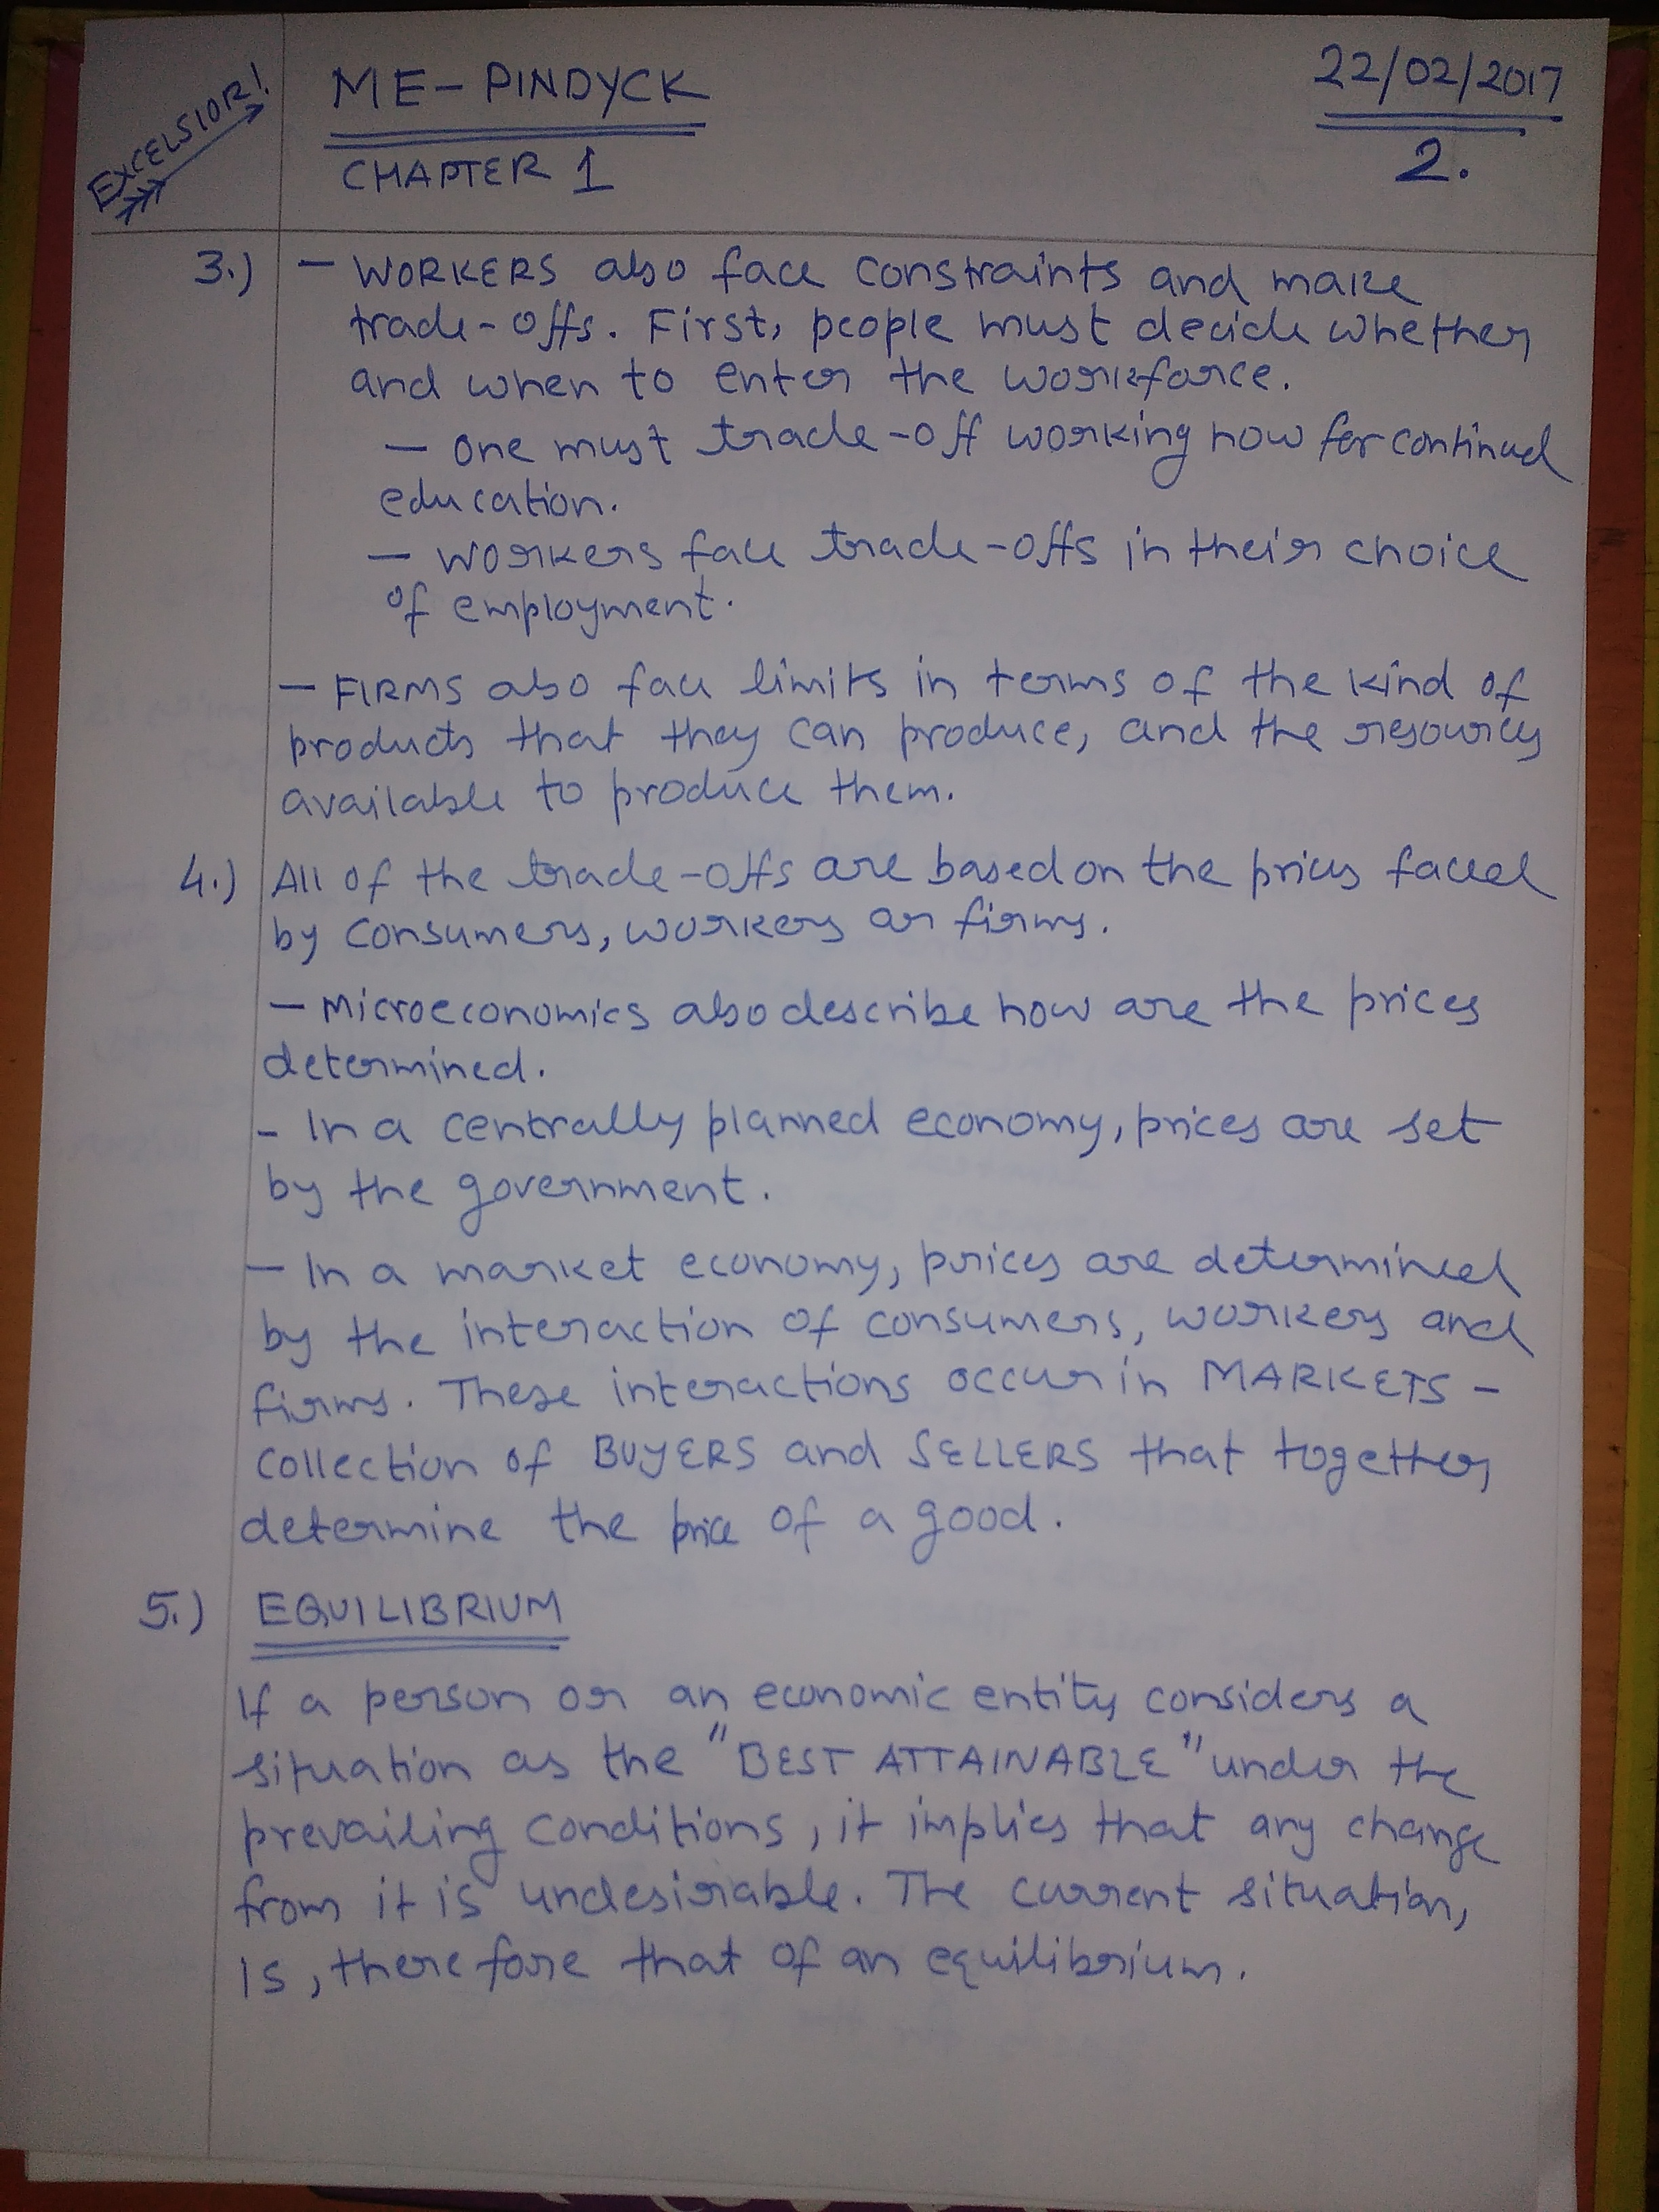 EXCELSIOR!
ME - PINDYCK
22/02/2017
CHAPTER 1
2.
3.) - WORKERS also face constraints and make
trade-offs. First, people must decide whether
and when to enter the workforce.
- One must trade-off working now for continued
education.
- Workers face trade-offs in their choice
of employment.
- FIRMS also face limits in terms of the kind of
products that they can produce, and the resources
available to produce them.
4.) All of the trade-offs are based on the prices faced
by consumers, workers or firms.
- Microeconomics also describe how are the prices
determined.
- In a centrally planned economy, prices are set
by the government.
- In a market economy, prices are determined
by the interaction of consumers, workers and
firms. These interactions occur in MARKETS -
collection of BUYERS and SELLERS that together,
determine the price of a good.
5.) EQUILIBRIUM
If a person or an economic entity considers a
situation as the "BEST ATTAINABLE" under the
prevailing conditions, it implies that any change
from it is undesirable. The current situation,
is, therefore that of an equilibrium.